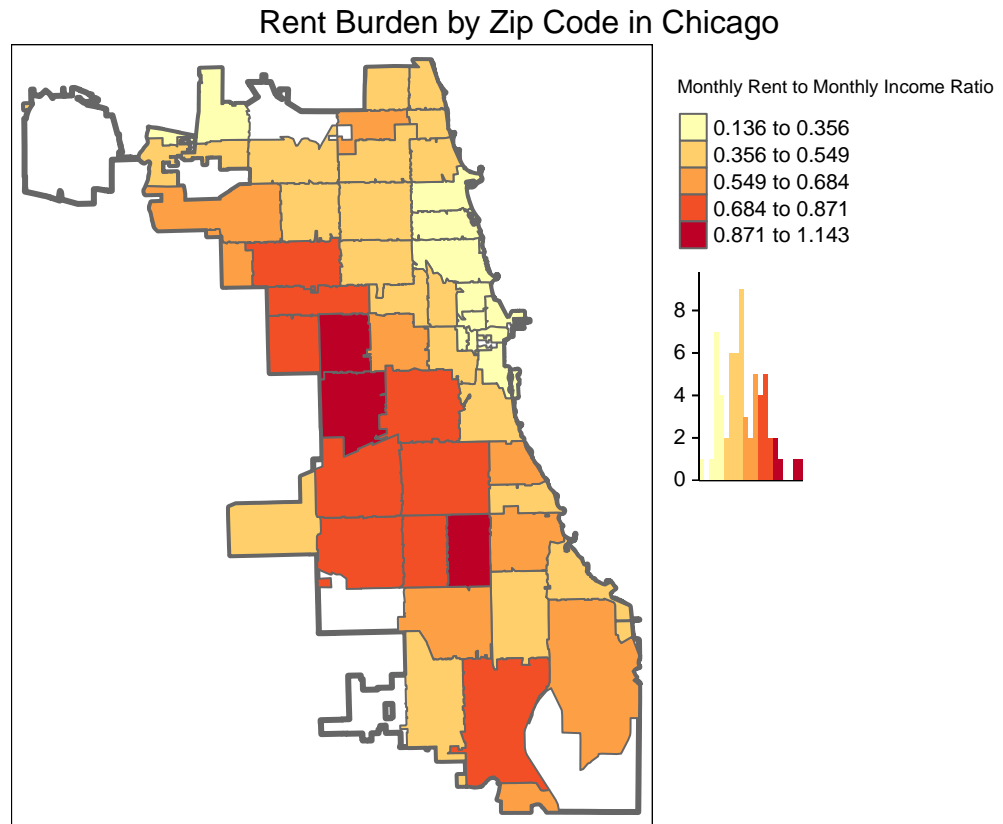 Rent Burden by Zip Code in Chicago
Monthly Rent to Monthly Income Ratio
0.136 to 0.356
0.356 to 0.549
0.549 to 0.684
0.684 to 0.871
0.871 to 1.143
8
6
4
2
0